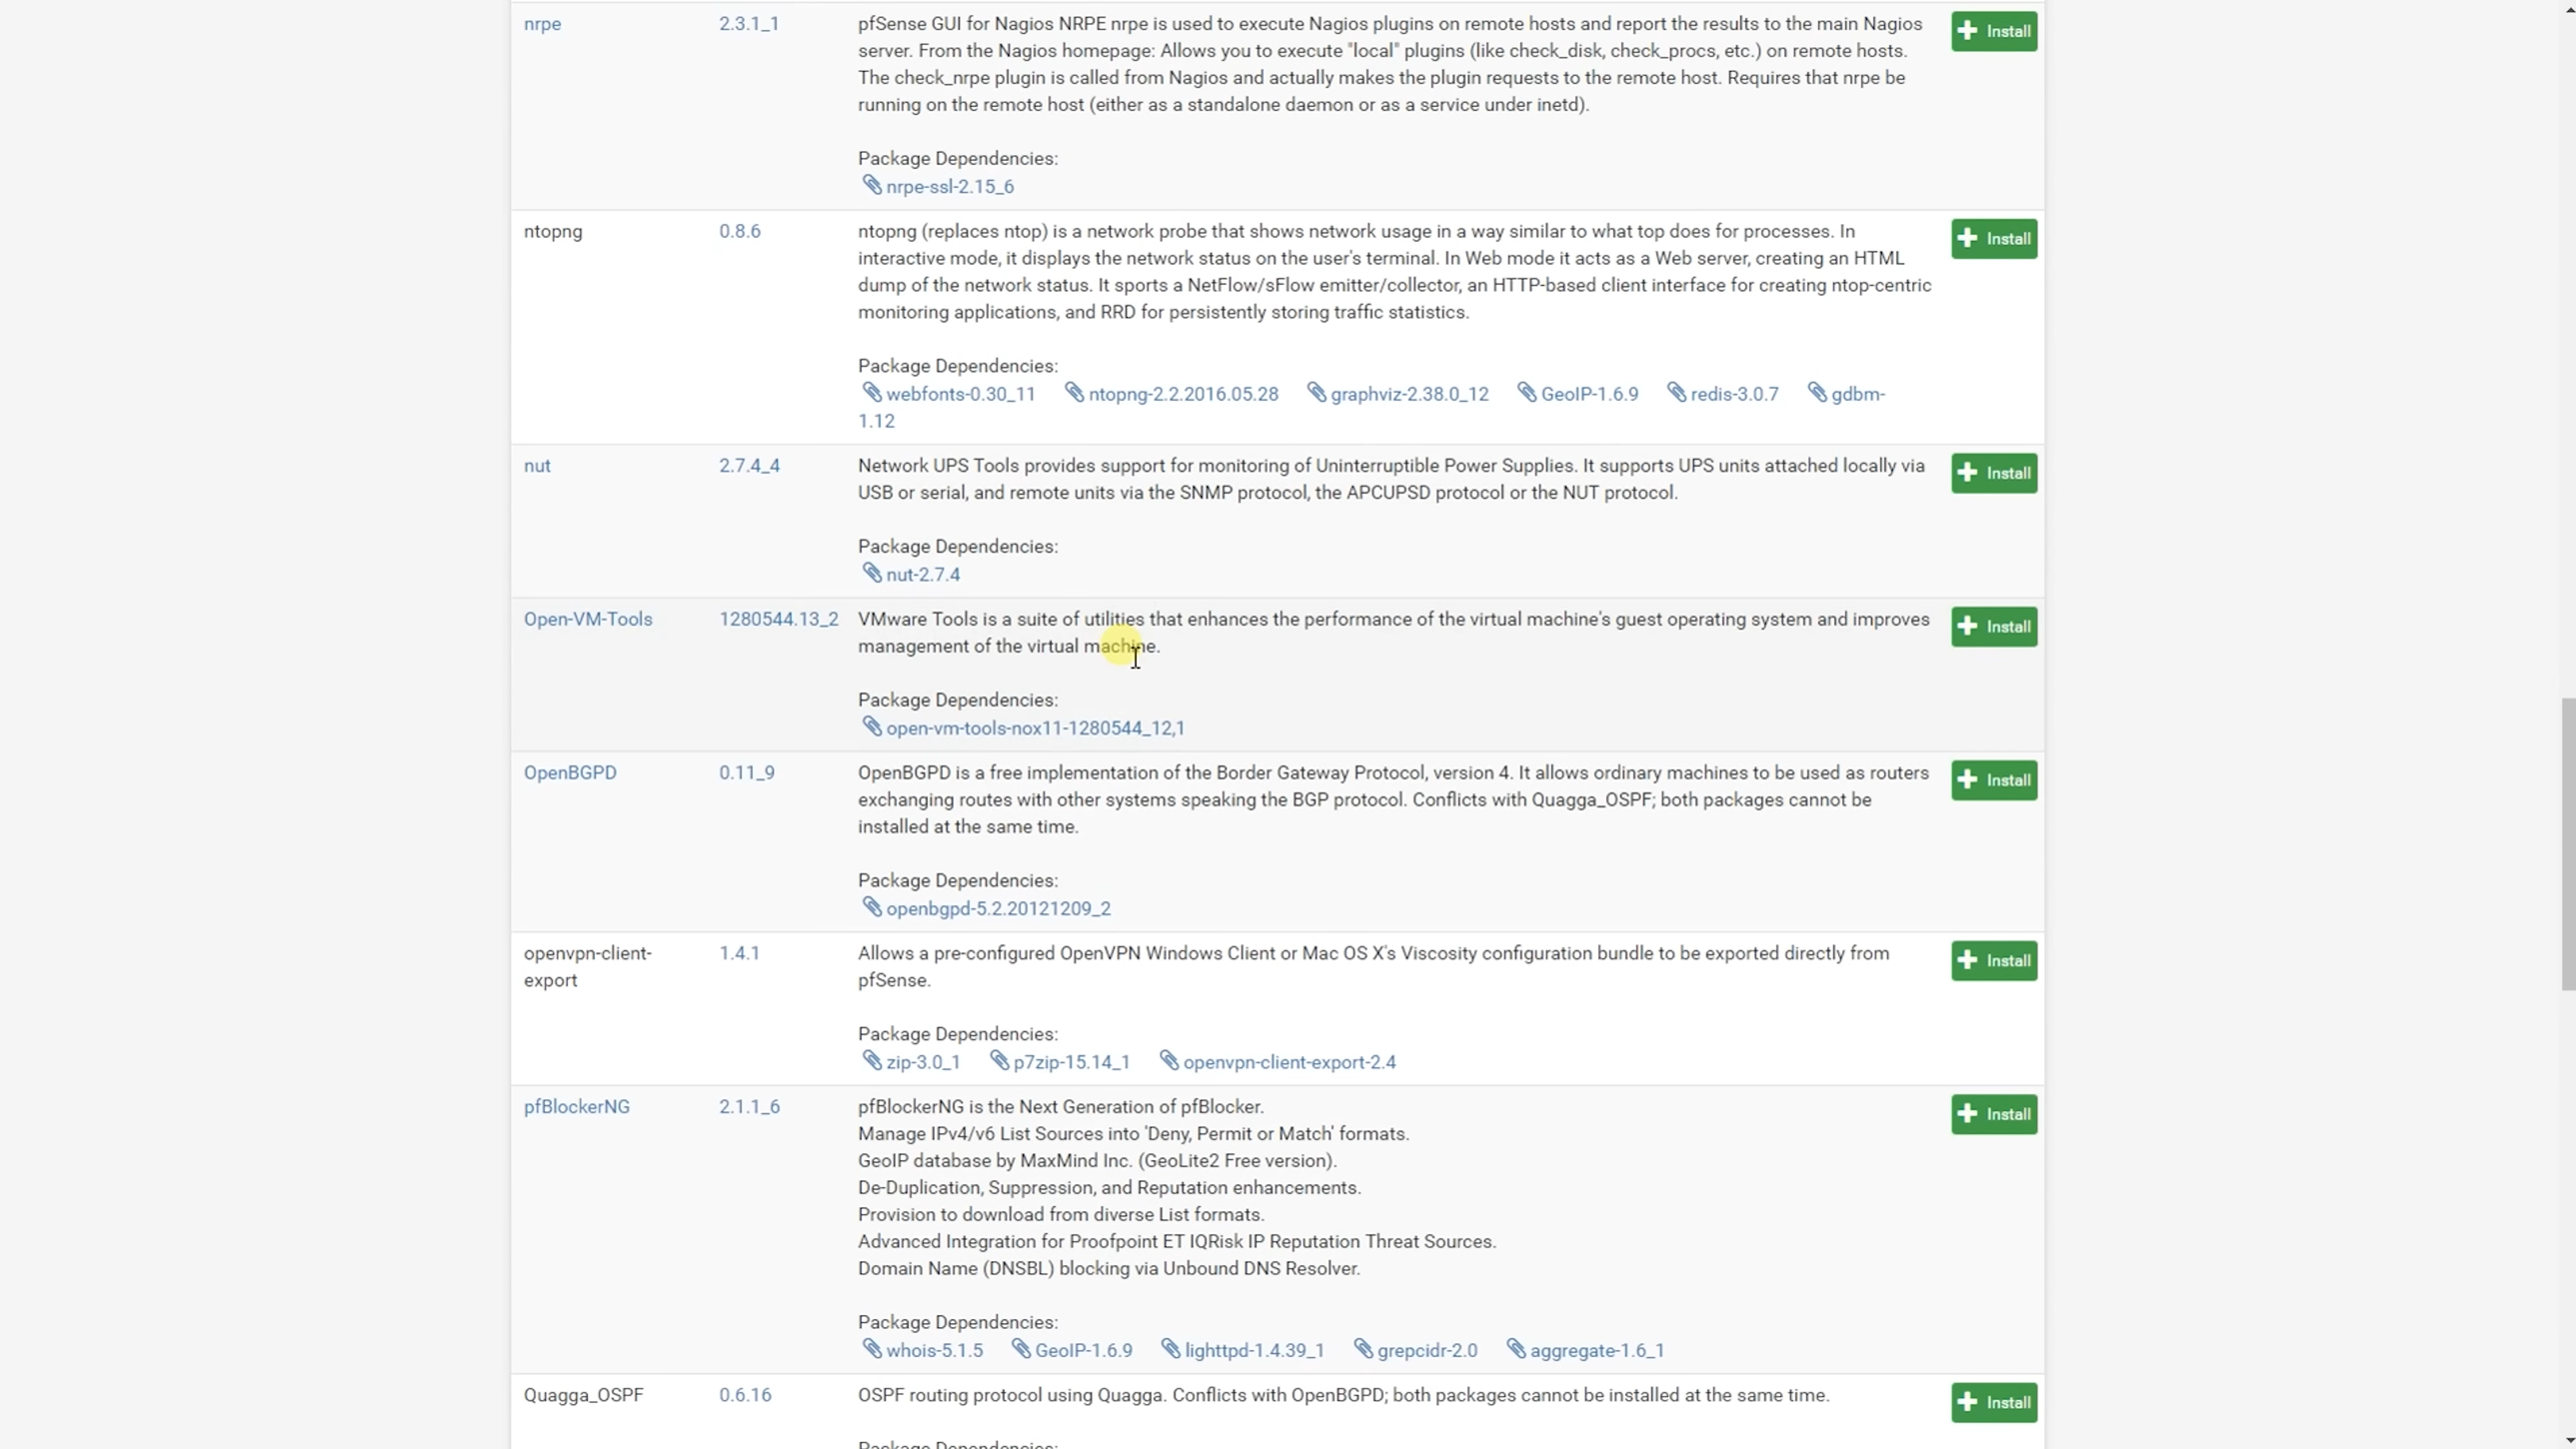 nrpe 2.3.1_1 pfSense GUI for Nagios NRPE nrpe is used to execute Nagios plugins on remote hosts and report the results to the main Nagios Install
server. From the Nagios homepage: Allows you to execute "local" plugins (like check_disk, check_procs, etc.) on remote hosts.
The check_nrpe plugin is called from Nagios and actually makes the plugin requests to the remote host. Requires that nrpe be
running on the remote host (either as a standalone daemon or as a service under inetd).
Package Dependencies:
nrpe-ssl-2.15_6
ntopng 0.8.6 ntopng (replaces ntop) is a network probe that shows network usage in a way similar to what top does for processes. In Install
interactive mode, it displays the network status on the user's terminal. In Web mode it acts as a Web server, creating an HTML
dump of the network status. It sports a NetFlow/sFlow emitter/collector, an HTTP-based client interface for creating ntop-centric
monitoring applications, and RRD for persistently storing traffic statistics.
Package Dependencies:
webfonts-0.30_11 ntopng-2.2.2016.05.28 graphviz-2.38.0_12 GeoIP-1.6.9 redis-3.0.7 gdbm-
1.12
nut 2.7.4_4 Network UPS Tools provides support for monitoring of Uninterruptible Power Supplies. It supports UPS units attached locally via Install
USB or serial, and remote units via the SNMP protocol, the APCUPSD protocol or the NUT protocol.
Package Dependencies:
nut-2.7.4
Open-VM-Tools 1280544.13_2 VMware Tools is a suite of utilities that enhances the performance of the virtual machine's guest operating system and improves Install
management of the virtual machine.
Package Dependencies:
open-vm-tools-nox11-1280544_12,1
OpenBGPD 0.11_9 OpenBGPD is a free implementation of the Border Gateway Protocol, version 4. It allows ordinary machines to be used as routers Install
exchanging routes with other systems speaking the BGP protocol. Conflicts with Quagga_OSPF; both packages cannot be
installed at the same time.
Package Dependencies:
openbgpd-5.2.20121209_2
openvpn-client- 1.4.1 Allows a pre-configured OpenVPN Windows Client or Mac OS X's Viscosity configuration bundle to be exported directly from Install
export pfSense.
Package Dependencies:
zip-3.0_1 p7zip-15.14_1 openvpn-client-export-2.4
pfBlockerNG 2.1.1_6 pfBlockerNG is the Next Generation of pfBlocker. Install
Manage IPv4/v6 List Sources into 'Deny, Permit or Match' formats.
GeoIP database by MaxMind Inc. (GeoLite2 Free version).
De-Duplication, Suppression, and Reputation enhancements.
Provision to download from diverse List formats.
Advanced Integration for Proofpoint ET IQRisk IP Reputation Threat Sources.
Domain Name (DNSBL) blocking via Unbound DNS Resolver.
Package Dependencies:
whois-5.1.5 GeoIP-1.6.9 lighttpd-1.4.39_1 grepcidr-2.0 aggregate-1.6_1
Quagga_OSPF 0.6.16 OSPF routing protocol using Quagga. Conflicts with OpenBGPD; both packages cannot be installed at the same time. Install
Package Dependencies: